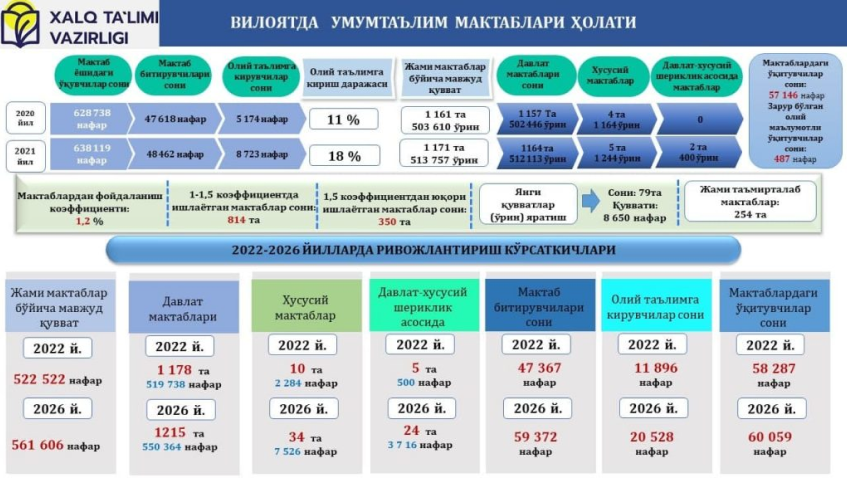 XALQ TA'LIMI
VAZIRLIGI
ВИЛОЯТДА УМУМТАЪЛИМ МАКТАБЛАРИ ҲОЛАТИ
Мактаб
ёшидаги
ўқувчилар сони
Мактаб
битирувчилари
сони
Олий таълимга
кирувчилар
сони
Олий таълимга
кириш даражаси
Жами мактаблар
бўйича мавжуд
қувват
Давлат
мактаблари
сони
Хусусий
мактаблар
Давлат-хусусий
шериклик асосида
мактаблар
2020
йил
628 738
нафар
47 618 нафар
5 174 нафар
11 %
1 161 та
503 610 ўрин
1 157 Та
502446 ўрин
4 та
1 164 ўрин
0
2021
йил
638 119
нафар
48 462 нафар
8 723 нафар
18 %
1 171 та
513 757 ўрин
1164 та
512 113 ўрин
5 та
1 244 ўрин
2 та
400 ўрин
Мактаблардаги
ўқитувчилар
сони:
57 146 нафар
Зарур бўлган
олий
маълумотли
ўқитувчилар
сони:
487 нафар
Мактаблардан фойдаланиш
коэффициенти:
1,2 %
1-1,5 коэффициентда
ишлаётган мактаблар сони:
814 та
1,5 коэффициентдан юқори
ишлаётган мактаблар сони:
350 та
Янги
қувватлар
(ўрин) яратиш
Сони: 79та
Қуввати:
8 650 нафар
Жами таъмирталаб
мактаблар:
254 та
2022-2026 ЙИЛЛАРДА РИВОЖЛАНТИРИШ КЎРСАТКИЧЛАРИ
Жами мактаблар
бўйича мавжуд
қувват
2022 й.
522 522 нафар
2026 й.
561 606 нафар
Давлат
мактаблари
2022 й.
1 178 та
519 738 нафар
2026 й.
1215 та
550 364 нафар
Хусусий
мактаблар
2022 й.
10 та
2 284 нафар
2026 й.
34 та
7 526 нафар
Давлат-хусусий
шериклик
асосида
2022 й.
5 та
500 нафар
2026 й.
24 та
3 7 16 нафар
Мактаб
битирувчилари
сони
2022 й.
47 367
нафар
2026 й.
59 372
нафар
Олий таълимга
кирувчилар сони
2022 й.
11 896
нафар
2026 й.
20 528
нафар
Мактаблардаги
ўқитувчилар
сони
2022 й.
58 287
нафар
2026 й.
60 059
нафар